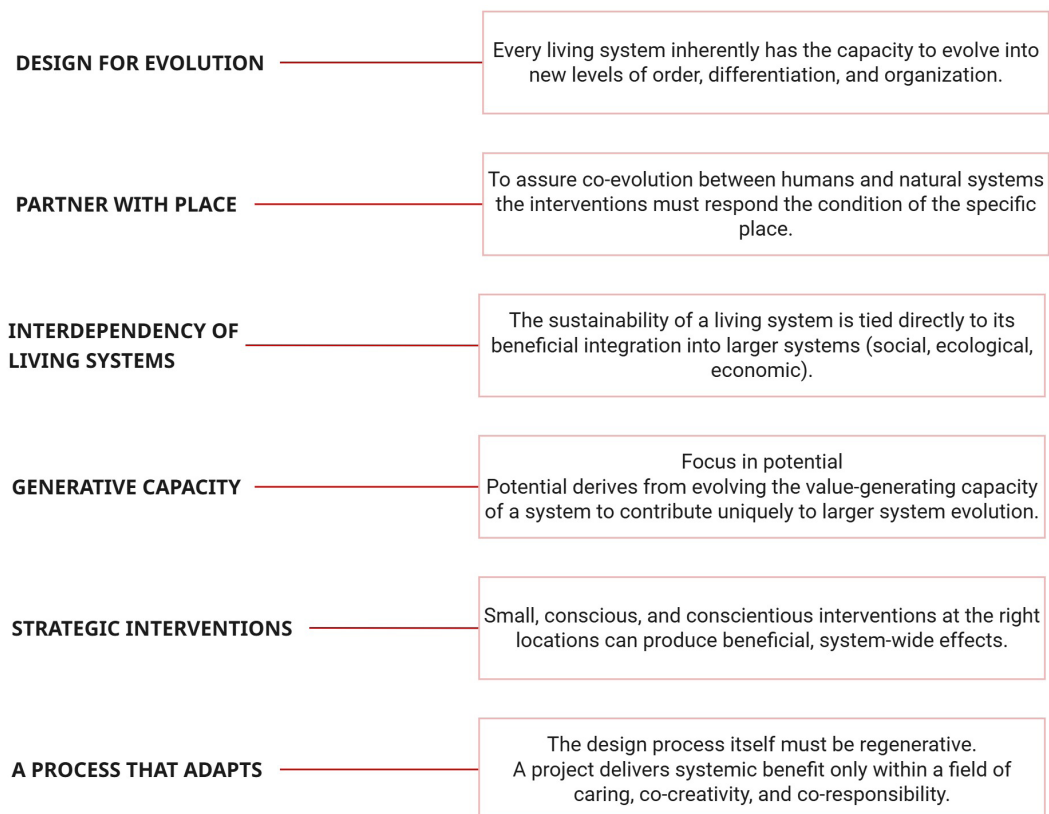 DESIGN FOR EVOLUTION
Every living system inherently has the capacity to evolve into
new levels of order, differentiation, and organization.
PARTNER WITH PLACE
To assure co-evolution between humans and natural systems
the interventions must respond the condition of the specific
place.
INTERDEPENDENCY OF
LIVING SYSTEMS
The sustainability of a living system is tied directly to its
beneficial integration into larger systems (social, ecological,
economic).
GENERATIVE CAPACITY
Focus in potential
Potential derives from evolving the value-generating capacity
of a system to contribute uniquely to larger system evolution.
STRATEGIC INTERVENTIONS
Small, conscious, and conscientious interventions at the right
locations can produce beneficial, system-wide effects.
A PROCESS THAT ADAPTS
The design process itself must be regenerative.
A project delivers systemic benefit only within a field of
caring, co-creativity, and co-responsibility.